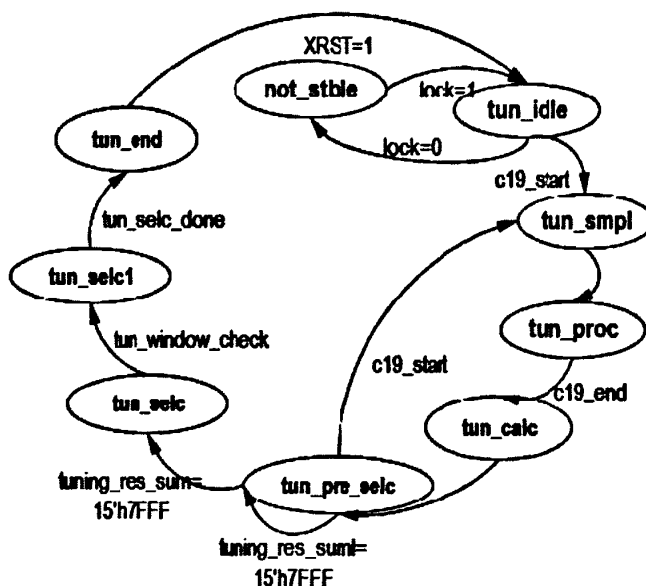 XRST=1
not_stble
lock=1
tun_idle
tun_end
lock=0
c19_start
tun_selc_done
tun_smpl
tun_selc1
tun_proc
tun_window_check
c19_start
c19_end
tun_selc
tun_calc
tuning_res_sum=
15'h7FFF
tun_pre_selc
tuning_res_sum!=
15'h7FFF